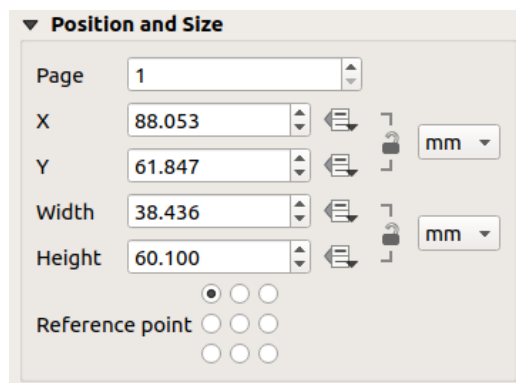 Position and Size
Page 1
X 88.053
mm
Y 61.847
Width 38.436
mm
Height 60.100
Reference point